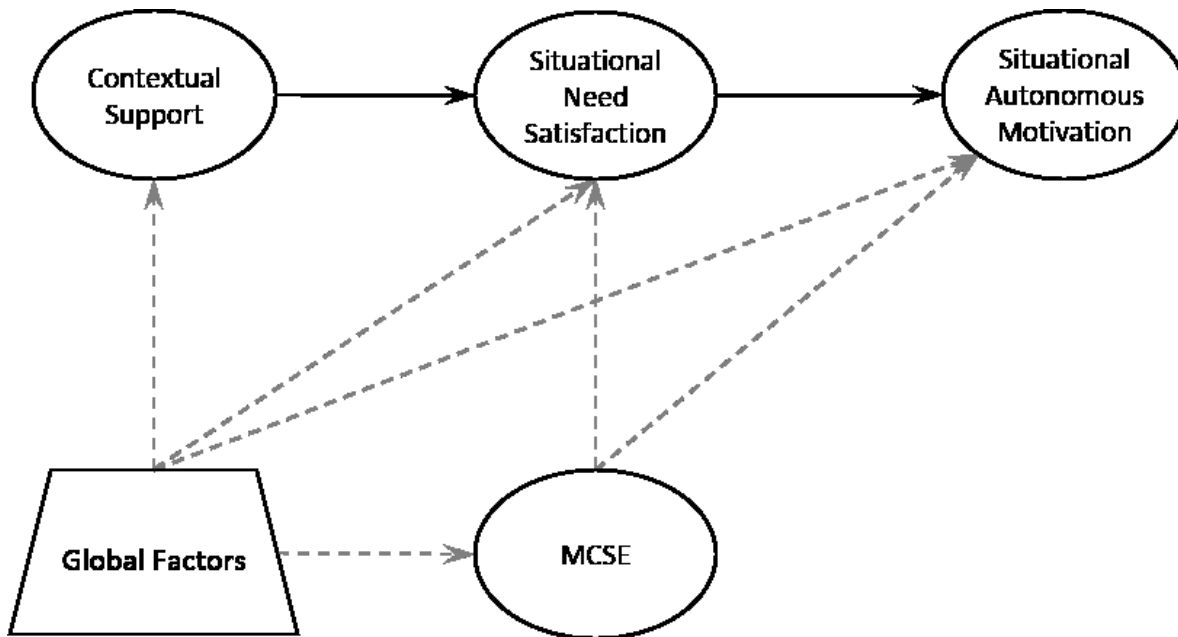 Contextual
Support
Situational
Need
Satisfaction
Situational
Autonomous
Motivation
Global Factors
MCSE